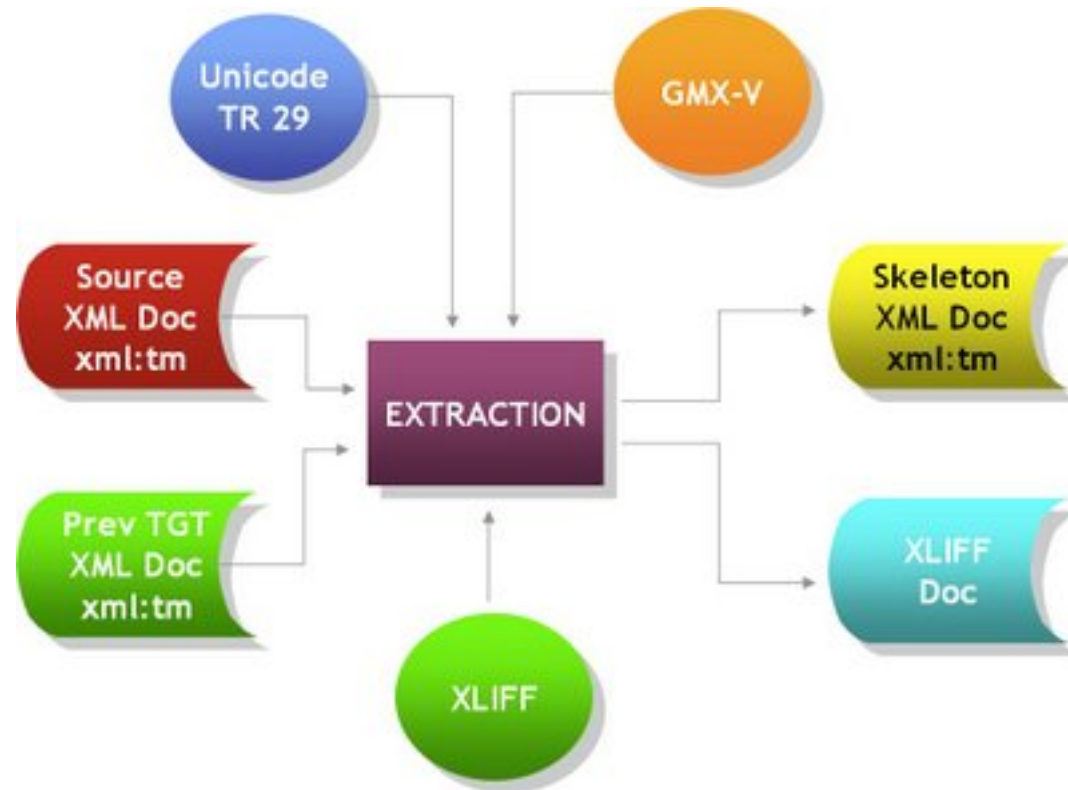 Unicode
TR 29
GMX-V
Source
XML Doc
xml:tm
Skeleton
XML Doc
xml:tm
EXTRACTION
Prev TGT
XML Doc
xml:tm
XLIFF
Doc
XLIFF